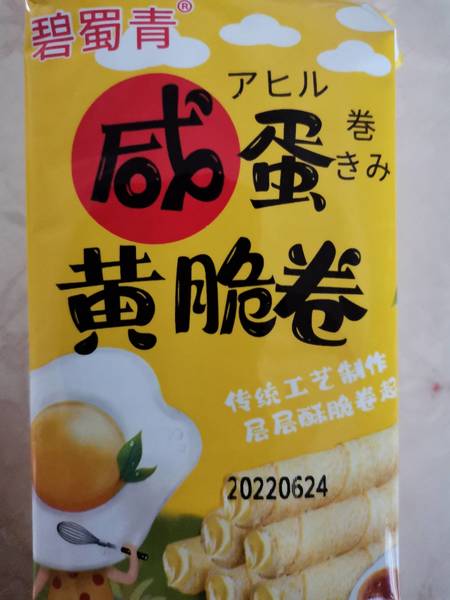 碧蜀青®
アヒル
咸蛋
巻
きみ
黄脆卷
传统工艺制作
层层酥脆卷起
20220624